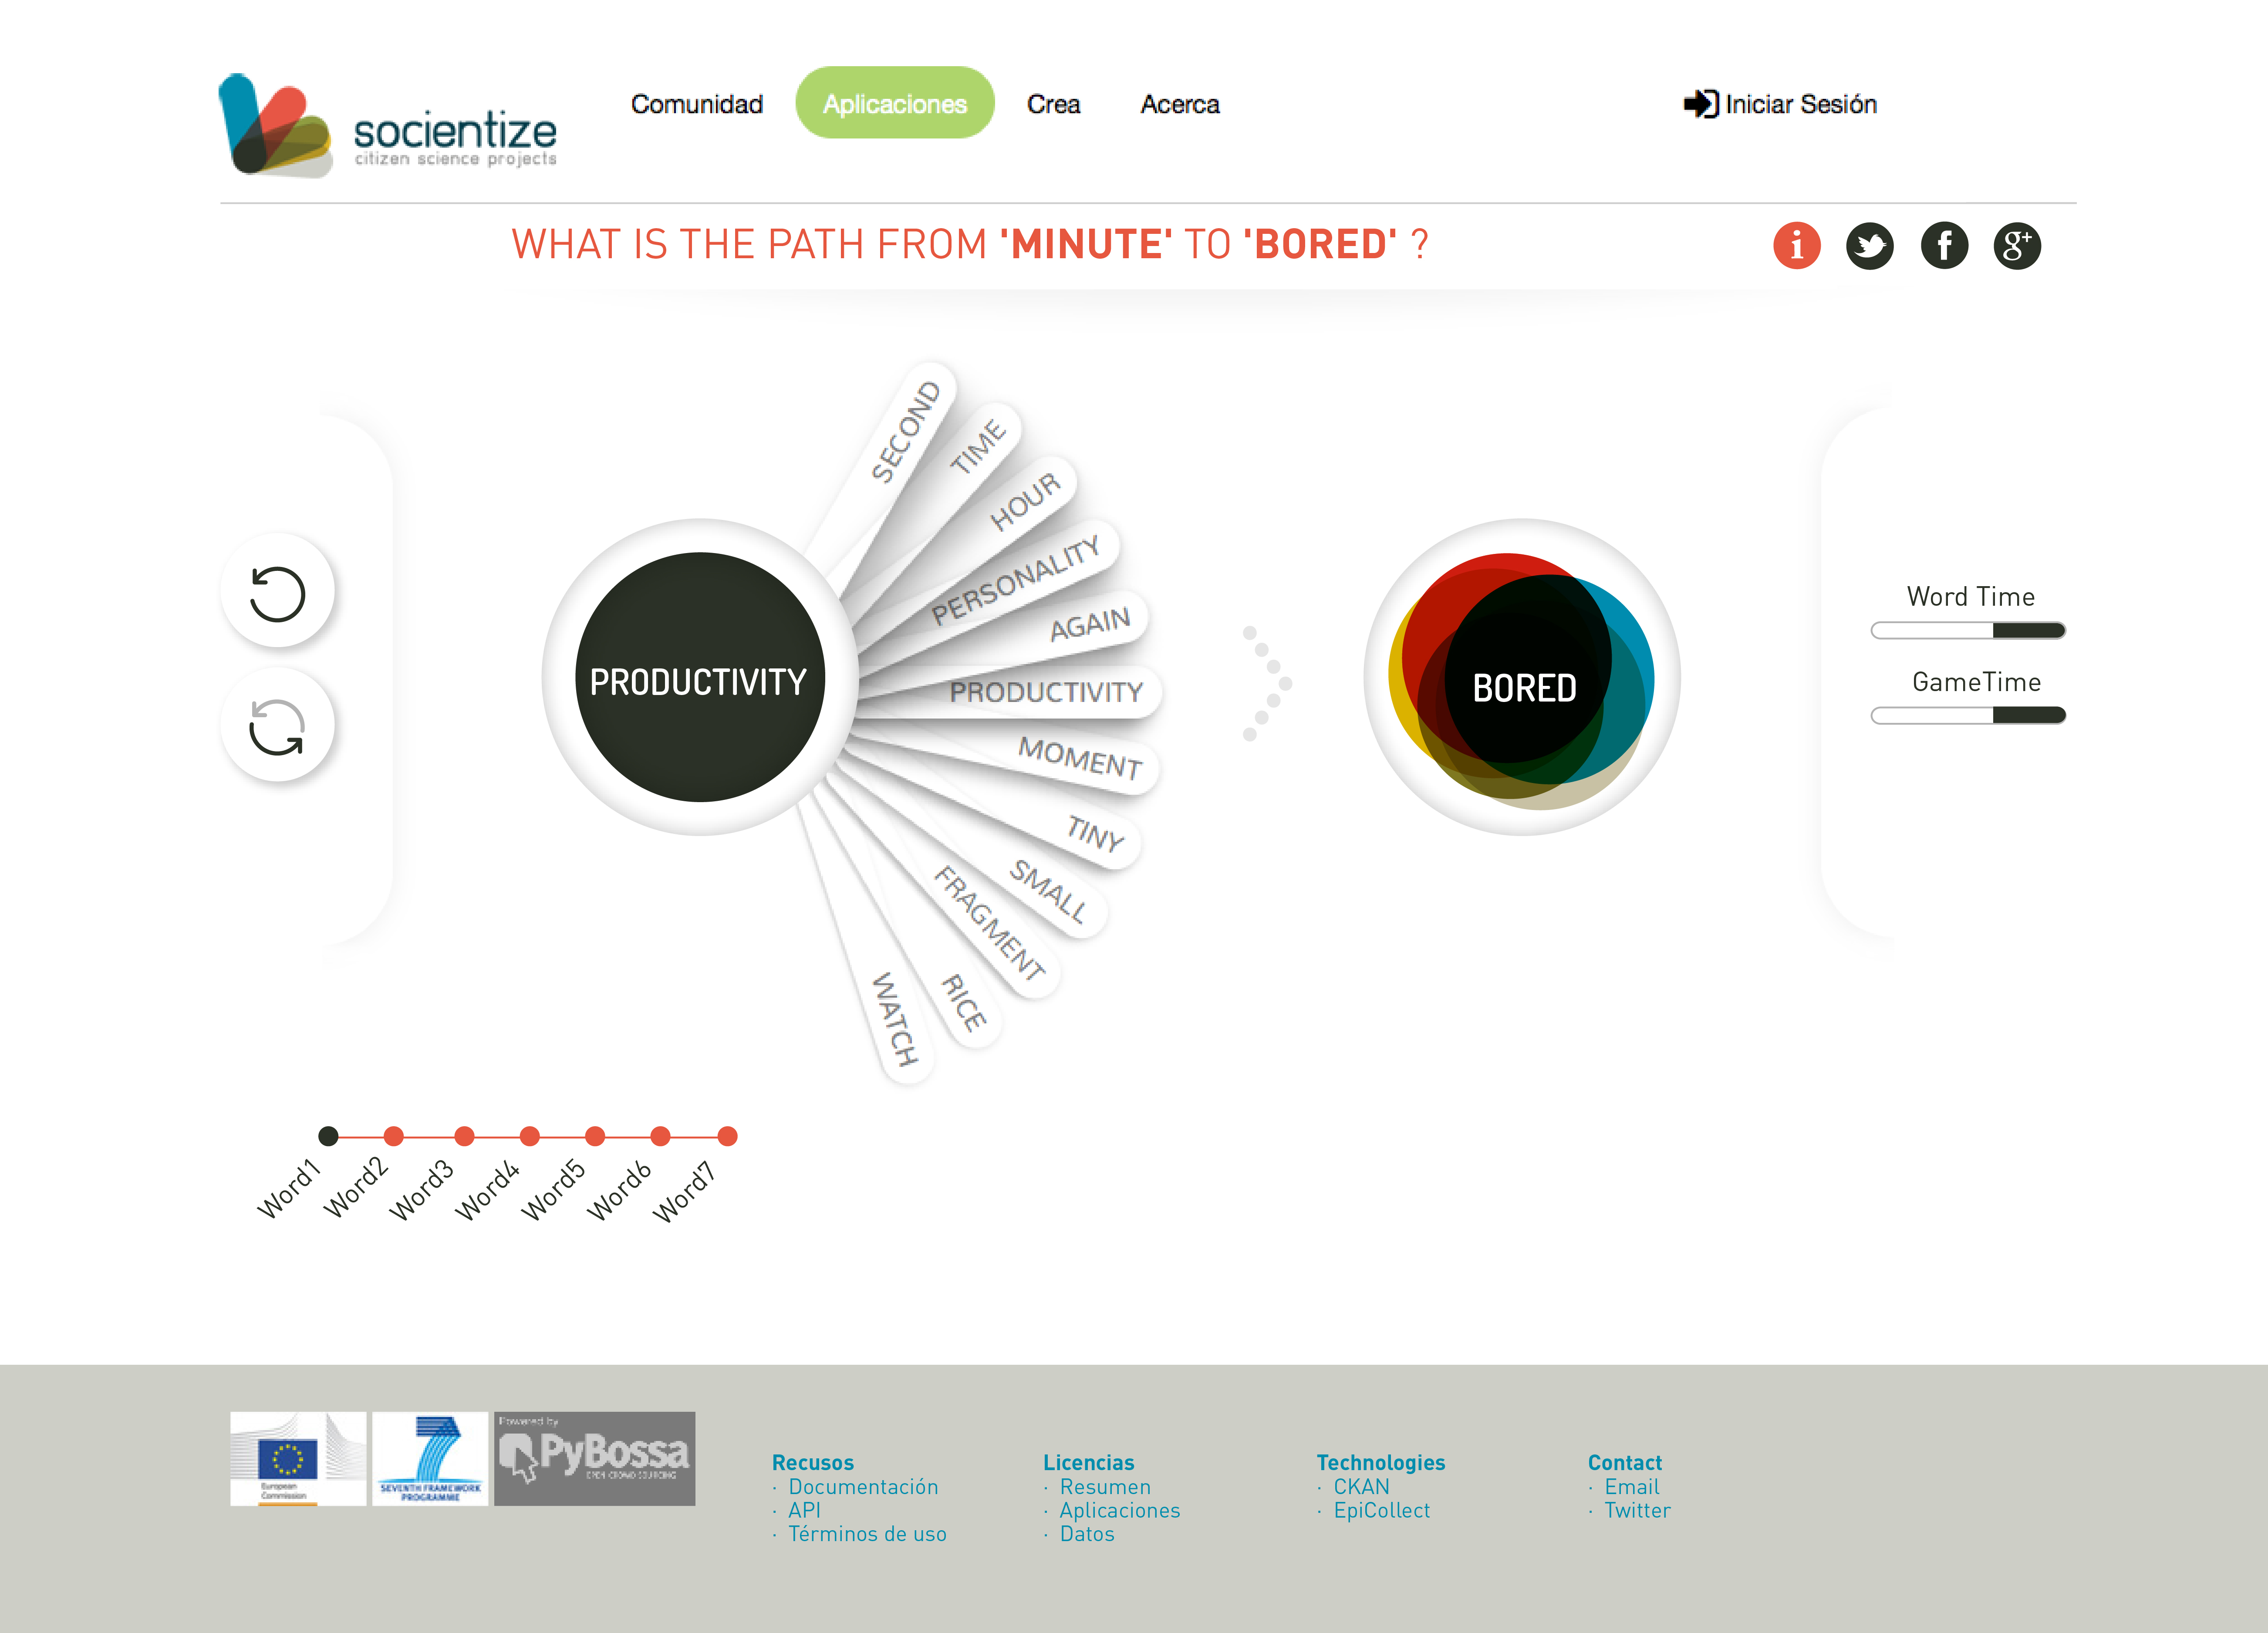 socientize
citizen science projects
Comunidad
Aplicaciones
Crea
Acerca
Iniciar Sesión
WHAT IS THE PATH FROM 'MINUTE' TO 'BORED' ?
i
f
g+
SECOND
TIME
HOUR
PERSONALITY
AGAIN
PRODUCTIVITY
MOMENT
TINY
SMALL
FRAGMENT
RICE
WATCH
PRODUCTIVITY
BORED
Word Time
GameTime
Word1
Word2
Word3
Word4
Word5
Word6
Word7
European
Commission
7
SEVENTH FRAMEWORK
PROGRAMME
Powered by
PyBossa
OPEN CROWD SOURCING
Recusos
· Documentación
· API
· Términos de uso
Licencias
· Resumen
· Aplicaciones
· Datos
Technologies
· CKAN
· EpiCollect
Contact
· Email
· Twitter